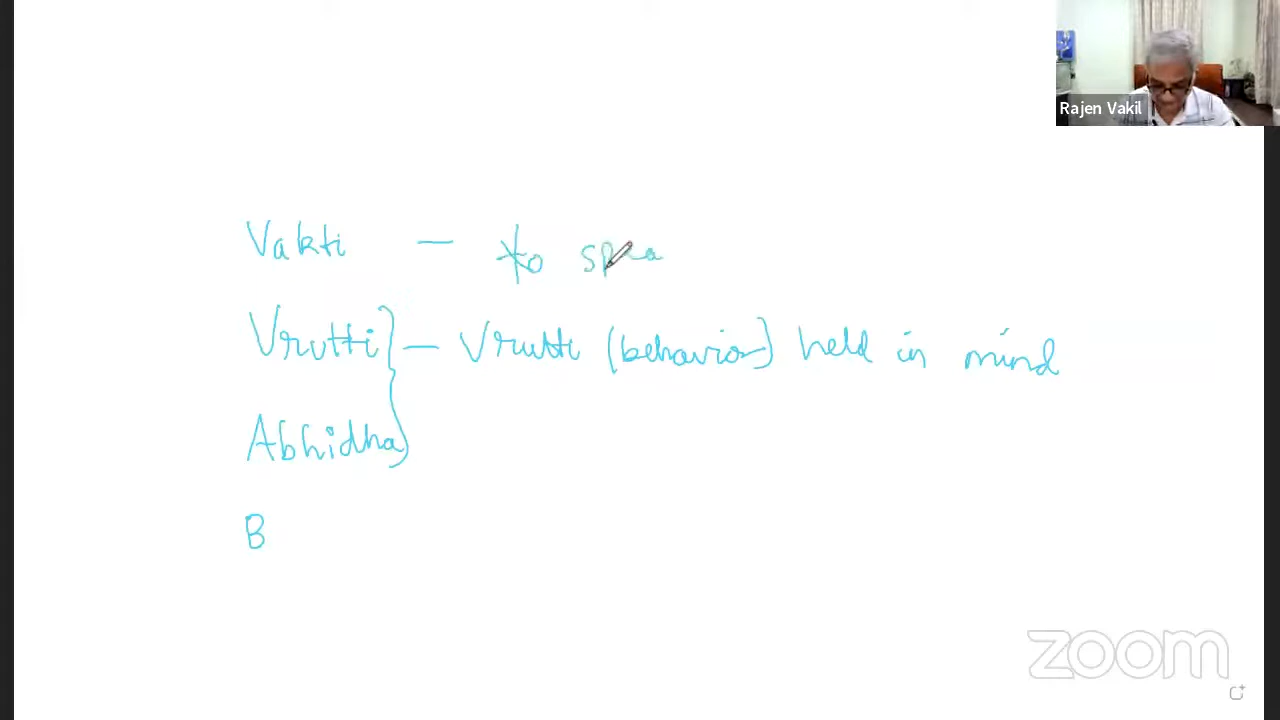 Rajen Vakil
Vakti — to spea
Vrutti } — Vrutti (behavior) held in mind
Abhidha
B
zoom